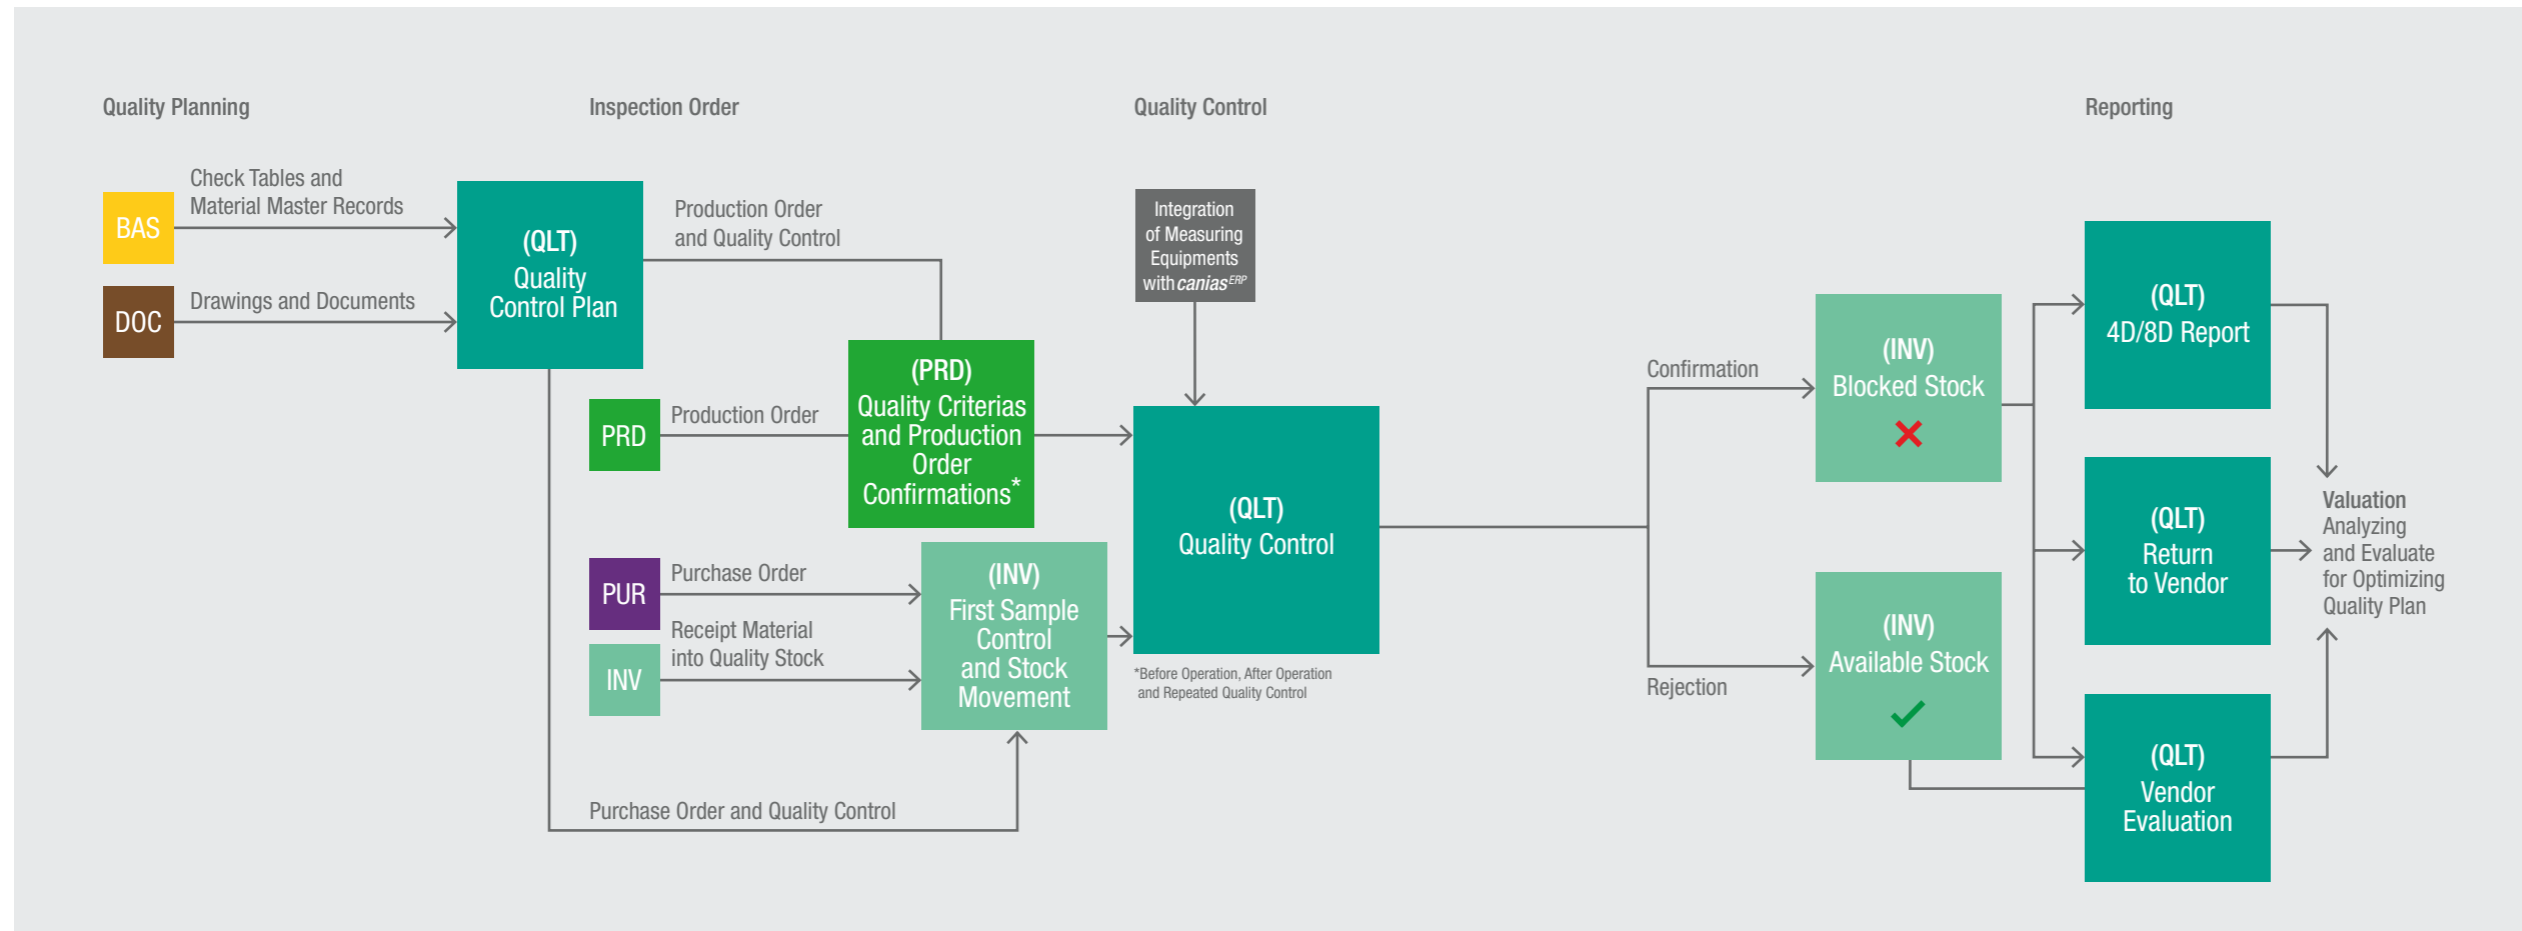 Quality Planning
Inspection Order
Quality Control
Reporting
Check Tables and
Material Master Records
BAS
Drawings and Documents
DOC
(QLT)
Quality
Control Plan
Production Order
and Quality Control
PRD
Production Order
(PRD)
Quality Criterias
and Production
Order
Confirmations*
PUR
Purchase Order
INV
Receipt Material
into Quality Stock
(INV)
First Sample
Control
and Stock
Movement
Purchase Order and Quality Control
Integration
of Measuring
Equipments
with canias ERP
(QLT)
Quality Control
*Before Operation, After Operation
and Repeated Quality Control
Confirmation
Rejection
(INV)
Blocked Stock
(INV)
Available Stock
(QLT)
4D/8D Report
(QLT)
Return
to Vendor
(QLT)
Vendor
Evaluation
Valuation
Analyzing
and Evaluate
for Optimizing
Quality Plan